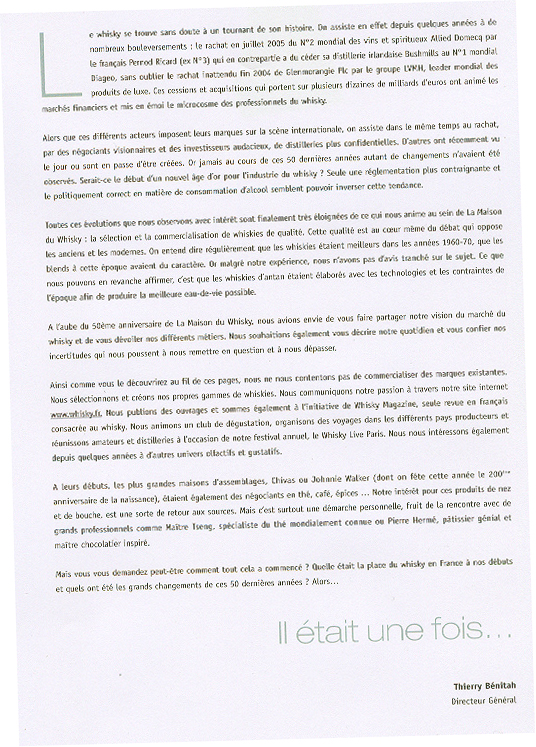 Le whisky se trouve sans doute à un tournant de son histoire. On assiste en effet depuis quelques années à de
nombreux bouleversements : le rachat en juillet 2005 du N°2 mondial des vins et spiritueux Allied Domecq par
le français Pernod Ricard (ex N°3) qui en contrepartie a du céder sa distillerie irlandaise Bushmills au N°1 mondial
Diageo, sans oublier le rachat inattendu fin 2004 de Glenmorangie Plc par le groupe LVMH, leader mondial des
produits de luxe. Ces cessions et acquisitions qui portent sur plusieurs dizaines de milliards d'euros ont animé les
marchés financiers et mis en émoi le microcosme des professionnels du whisky.
Alors que ces différents acteurs imposent leurs marques sur la scène internationale, on assiste dans le même temps au rachat,
par des négociants visionnaires et des investisseurs audacieux, de distilleries plus confidentielles. D'autres ont récemment vu
le jour ou sont en passe d'être créées. Or jamais au cours de ces 50 dernières années autant de changements n'avaient été
observés. Serait-ce le début d'un nouvel âge d'or pour l'industrie du whisky ? Seule une réglementation plus contraignante et
le politiquement correct en matière de consommation d'alcool semblent pouvoir inverser cette tendance.
Toutes ces évolutions que nous observons avec intérêt sont finalement très éloignées de ce qui nous anime au sein de La Maison
du Whisky : la sélection et la commercialisation de whiskies de qualité. Cette qualité est au cœur même du débat qui oppose
les anciens et les modernes. On entend dire régulièrement que les whiskies étaient meilleurs dans les années 1960-70, que les
blends à cette époque avaient du caractère. Or malgré notre expérience, nous n'avons pas d'avis tranché sur le sujet. Ce que
nous pouvons en revanche affirmer, c'est que les whiskies d'antan étaient élaborés avec les technologies et les contraintes de
l'époque afin de produire la meilleure eau-de-vie possible.
A l'aube du 50ème anniversaire de La Maison du Whisky, nous avions envie de vous faire partager notre vision du marché du
whisky et de vous dévoiler nos différents métiers. Nous souhaitions également vous décrire notre quotidien et vous confier nos
incertitudes qui nous poussent à nous remettre en question et à nous dépasser.
Ainsi comme vous le découvrirez au fil de ces pages, nous ne nous contentons pas de commercialiser des marques existantes.
Nous sélectionnons et créons nos propres gammes de whiskies. Nous communiquons notre passion à travers notre site internet
www.whisky.fr. Nous publions des ouvrages et sommes également à l'initiative de Whisky Magazine, seule revue en français
consacrée au whisky. Nous animons un club de dégustation, organisons des voyages dans les différents pays producteurs et
réunissons amateurs et distilleries à l'occasion de notre festival annuel, le Whisky Live Paris. Nous nous intéressons également
depuis quelques années à d'autres univers olfactifs et gustatifs.
A leurs débuts, les plus grandes maisons d'assemblages, Chivas ou Johnnie Walker (dont on fête cette année le 200ème
anniversaire de la naissance), étaient également des négociants en thé, café, épices ... Notre intérêt pour ces produits de nez
et de bouche, est une sorte de retour aux sources. Mais c'est surtout une démarche personnelle, fruit de la rencontre avec de
grands professionnels comme Maître Tseng, spécialiste du thé mondialement connue ou Pierre Hermé, pâtissier génial et
maître chocolatier inspiré.
Mais vous vous demandez peut-être comment tout cela a commencé ? Quelle était la place du whisky en France à nos débuts
et quels ont été les grands changements de ces 50 dernières années ? Alors...
Il était une fois...
Thierry Bénitah
Directeur Général